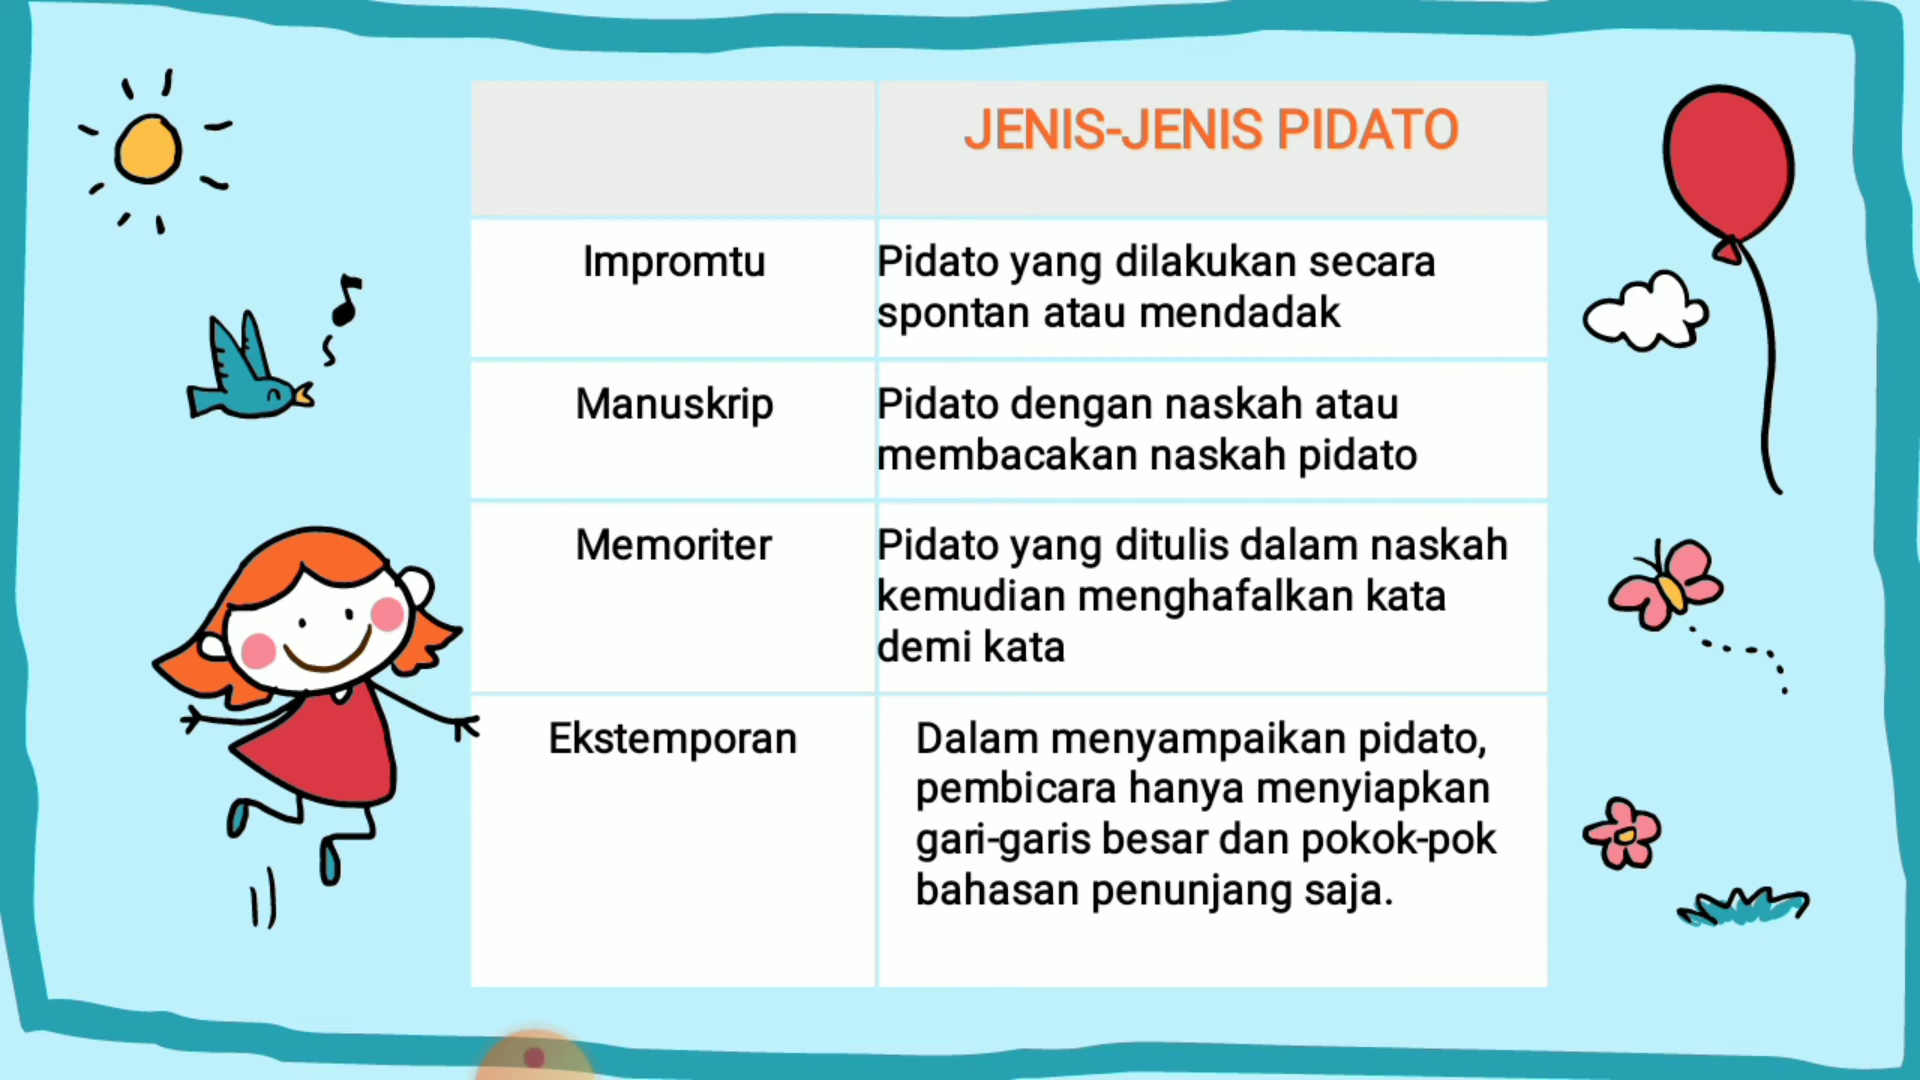 JENIS-JENIS PIDATO
Impromtu
Pidato yang dilakukan secara
spontan atau mendadak
Manuskrip
Pidato dengan naskah atau
membacakan naskah pidato
Memoriter
Pidato yang ditulis dalam naskah
kemudian menghafalkan kata
demi kata
Ekstemporan
Dalam menyampaikan pidato,
pembicara hanya menyiapkan
gari-garis besar dan pokok-pok
bahasan penunjang saja.